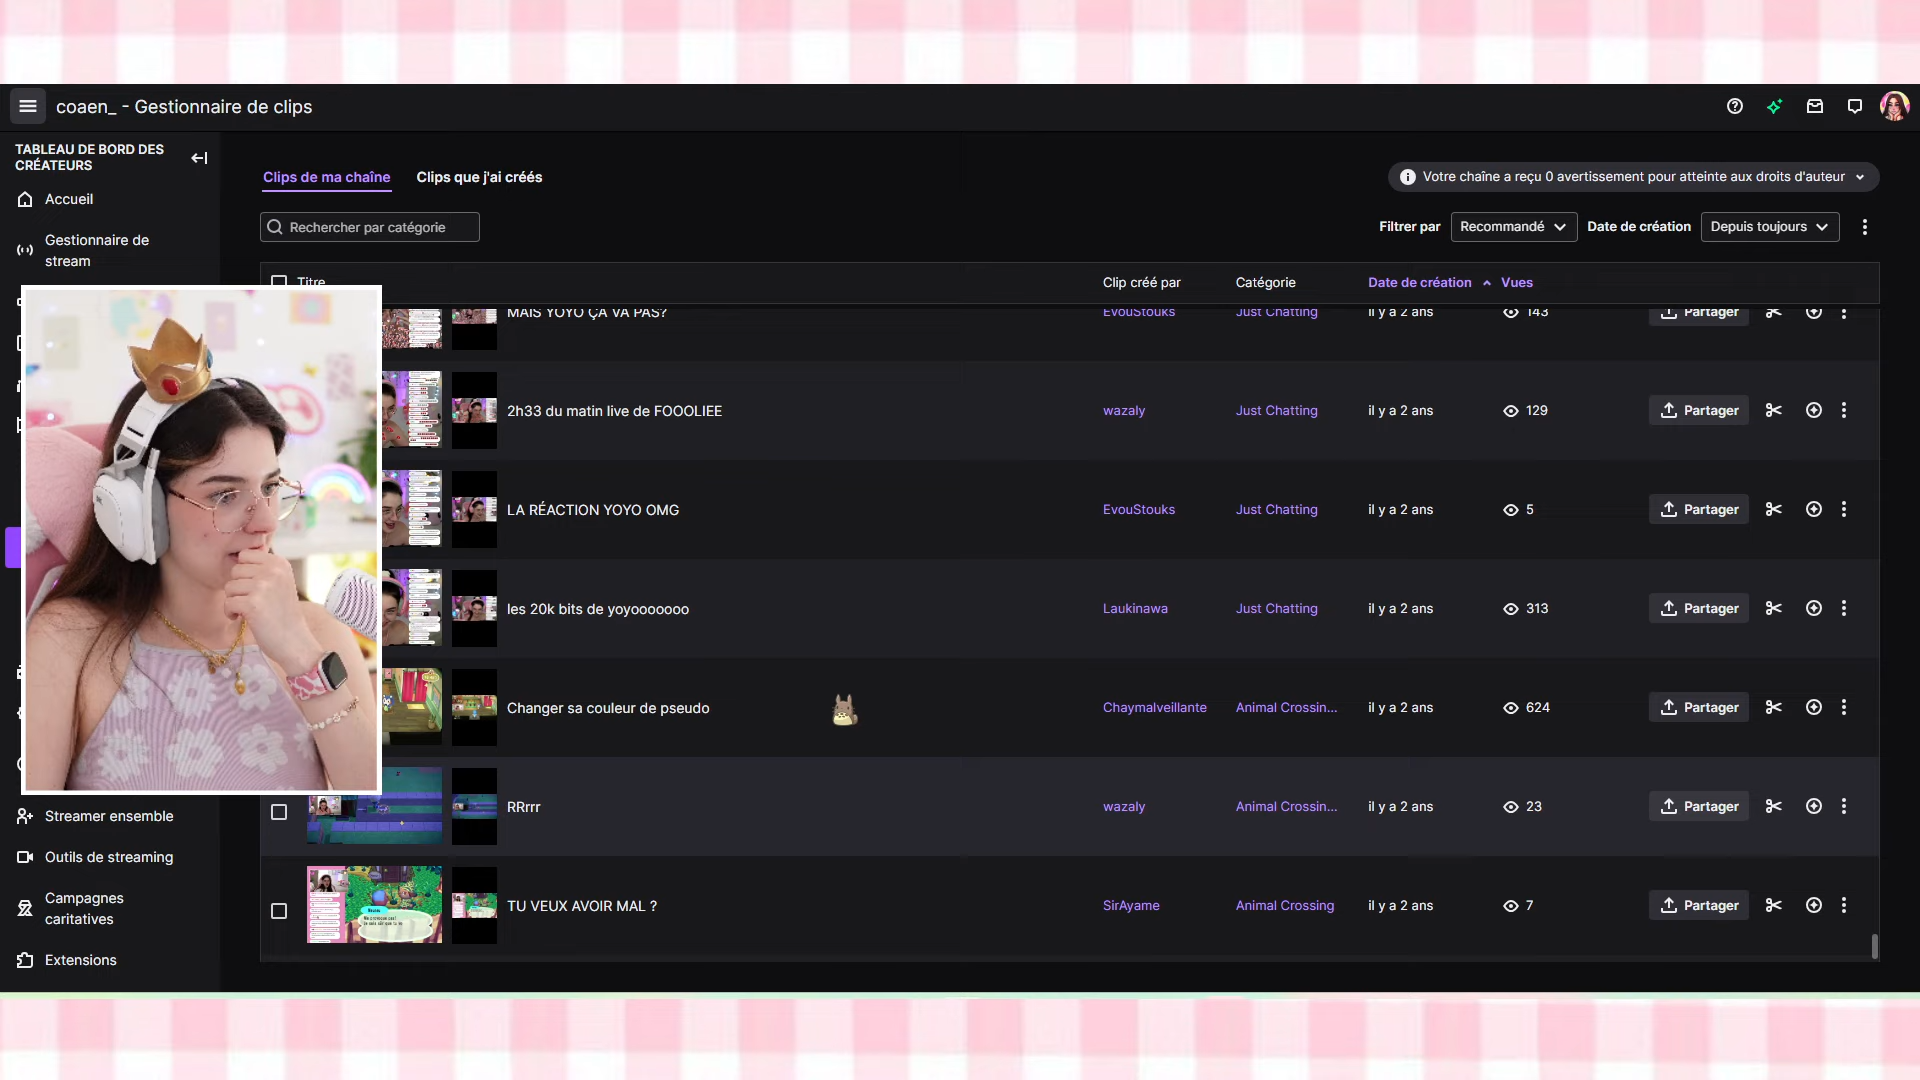 coaen_ - Gestionnaire de clips
TABLEAU DE BORD DES
CRÉATEURS
Accueil
Gestionnaire de
stream
Streamer ensemble
Outils de streaming
Campagnes
caritatives
Extensions
Clips de ma chaîne
Clips que j'ai créés
Votre chaîne a reçu 0 avertissement pour atteinte aux droits d'auteur
Rechercher par catégorie
Filtrer par
Recommandé
Date de création
Depuis toujours
Titre
Clip créé par
Catégorie
Date de création
Vues
MAIS YOYO ÇA VA PAS? EvouStouks Just Chatting il y a 2 ans 143 Partager
2h33 du matin live de FOOOLIEE wazaly Just Chatting il y a 2 ans 129 Partager
LA RÉACTION YOYO OMG EvouStouks Just Chatting il y a 2 ans 5 Partager
les 20k bits de yoyooooooo Laukinawa Just Chatting il y a 2 ans 313 Partager
Changer sa couleur de pseudo Chaymalveillante Animal Crossin... il y a 2 ans 624 Partager
RRrrr wazaly Animal Crossin... il y a 2 ans 23 Partager
TU VEUX AVOIR MAL ? SirAyame Animal Crossing il y a 2 ans 7 Partager